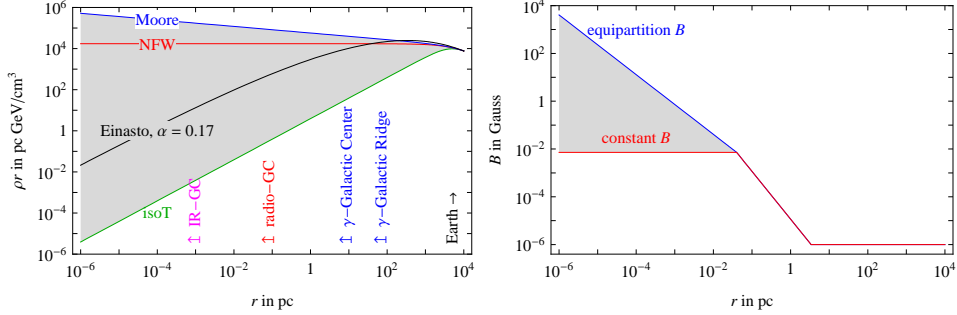 10^6
10^4
10^2
1
10^-2
10^-4
10^-6
ρr in pc GeV/cm^3
Moore
NFW
Einasto, α = 0.17
isoT
⇕ IR−GC
⇕ radio−GC
⇕ γ−Galactic Center
⇕ γ−Galactic Ridge
Earth →
10^-6 10^-4 10^-2 1 10^2 10^4
r in pc
10^4
10^2
1
10^-2
10^-4
10^-6
B in Gauss
equipartition B
constant B
10^-6 10^-4 10^-2 1 10^2 10^4
r in pc